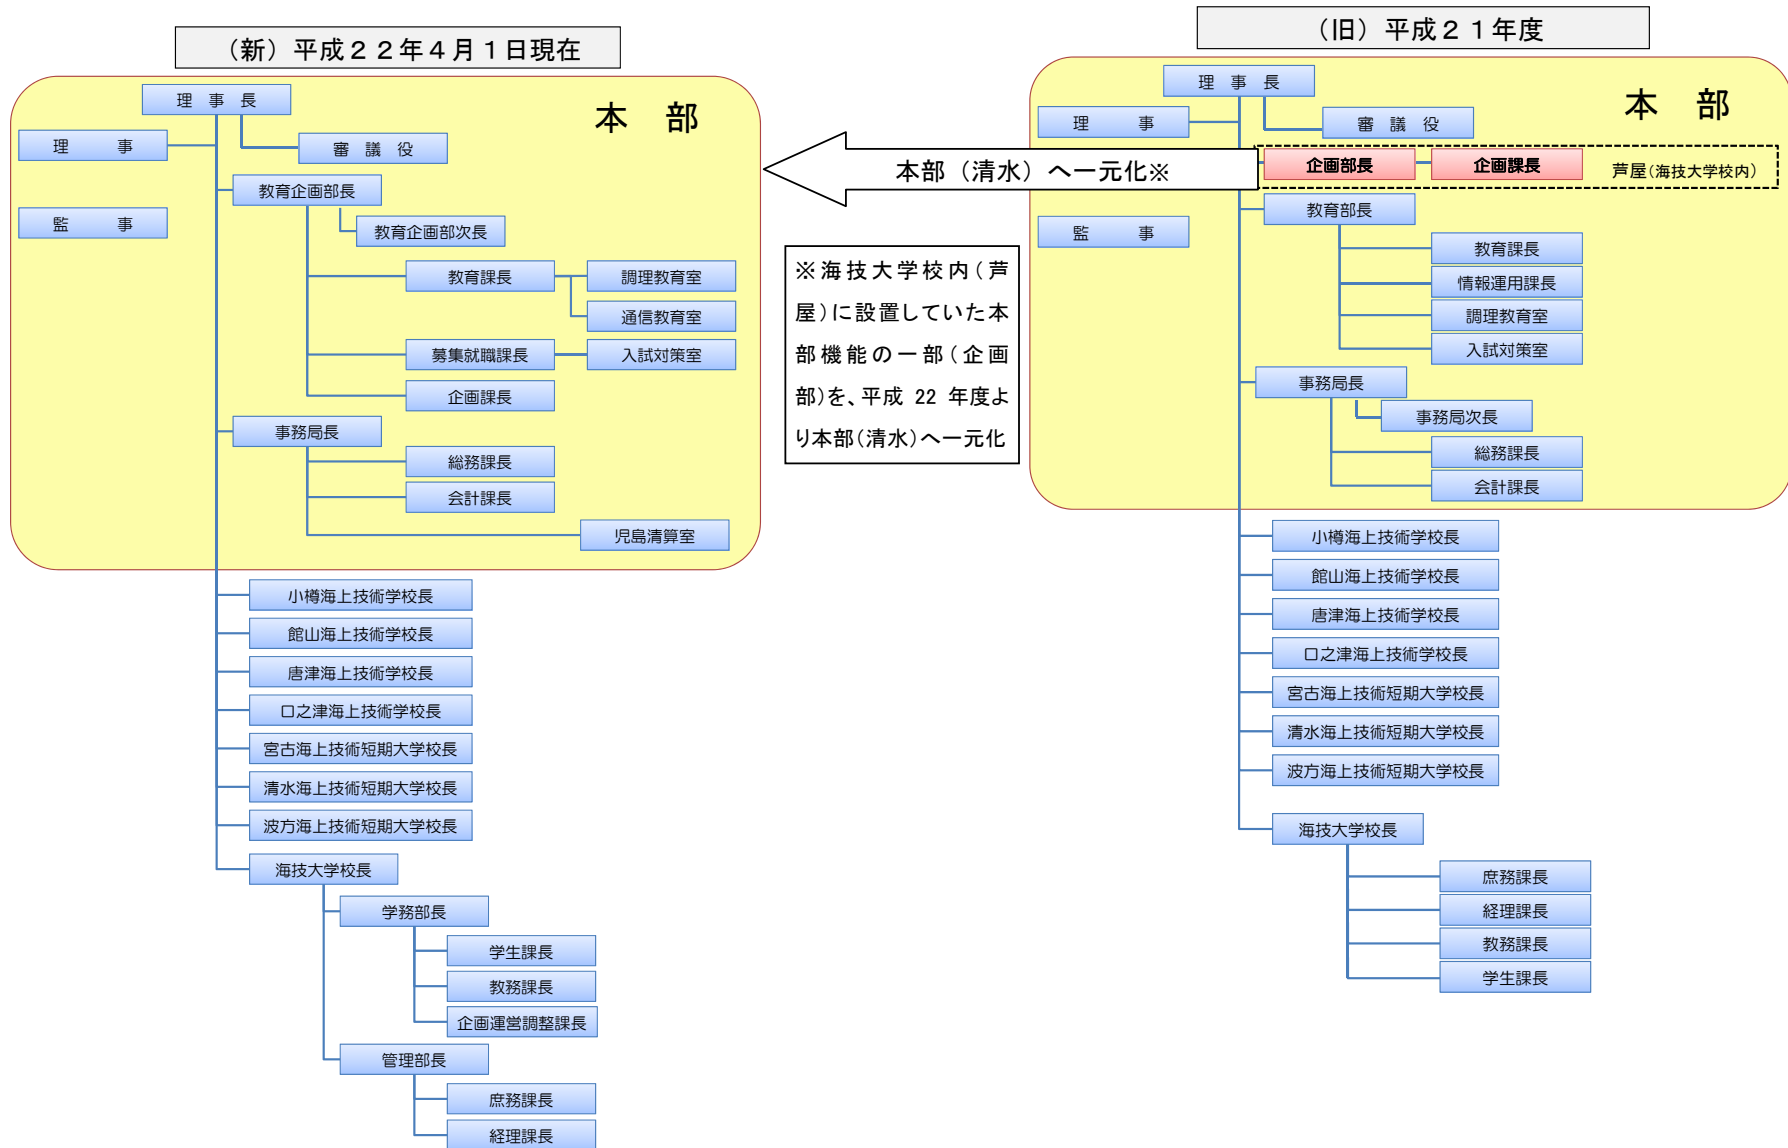 （新）平成２２年４月１日現在
本　部
理　事　長
理　　　事
審　議　役
教育企画部長
監　　　事
教育企画部次長
教育課長
調理教育室
通信教育室
募集就職課長
入試対策室
企画課長
事務局長
総務課長
会計課長
児島清算室
小樽海上技術学校長
館山海上技術学校長
唐津海上技術学校長
口之津海上技術学校長
宮古海上技術短期大学校長
清水海上技術短期大学校長
波方海上技術短期大学校長
海技大学校長
学務部長
学生課長
教務課長
企画運営調整課長
管理部長
庶務課長
経理課長
本部（清水）へ一元化※
※海技大学校内（芦
屋）に設置していた本
部機能の一部（企画
部）を、平成 22 年度よ
り本部（清水）へ一元化
（旧）平成２１年度
本　部
理　事　長
理　　　事
審　議　役
企画部長
企画課長
芦屋（海技大学校内）
教育部長
監　　　事
教育課長
情報運用課長
調理教育室
入試対策室
事務局長
事務局次長
総務課長
会計課長
小樽海上技術学校長
館山海上技術学校長
唐津海上技術学校長
口之津海上技術学校長
宮古海上技術短期大学校長
清水海上技術短期大学校長
波方海上技術短期大学校長
海技大学校長
庶務課長
経理課長
教務課長
学生課長